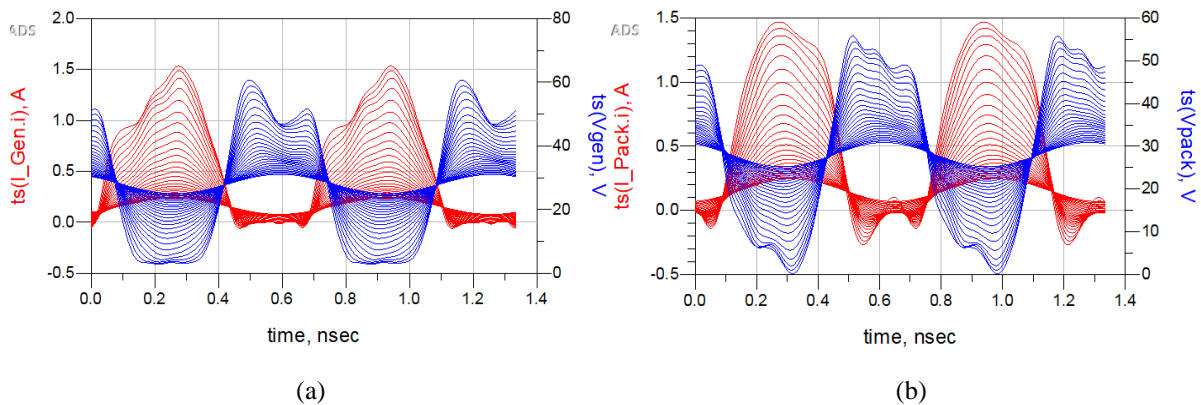 ADS
2.0
1.5
1.0
0.5
0.0
-0.5
80
60
40
20
0
0.0 0.2 0.4 0.6 0.8 1.0 1.2 1.4
ts(I_Gen.i), A
ts(Vgen), V
time, nsec
(a)
ADS
1.5
1.0
0.5
0.0
-0.5
60
50
40
30
20
10
0
0.0 0.2 0.4 0.6 0.8 1.0 1.2 1.4
ts(I_Pack.i), A
ts(Vpack), V
time, nsec
(b)